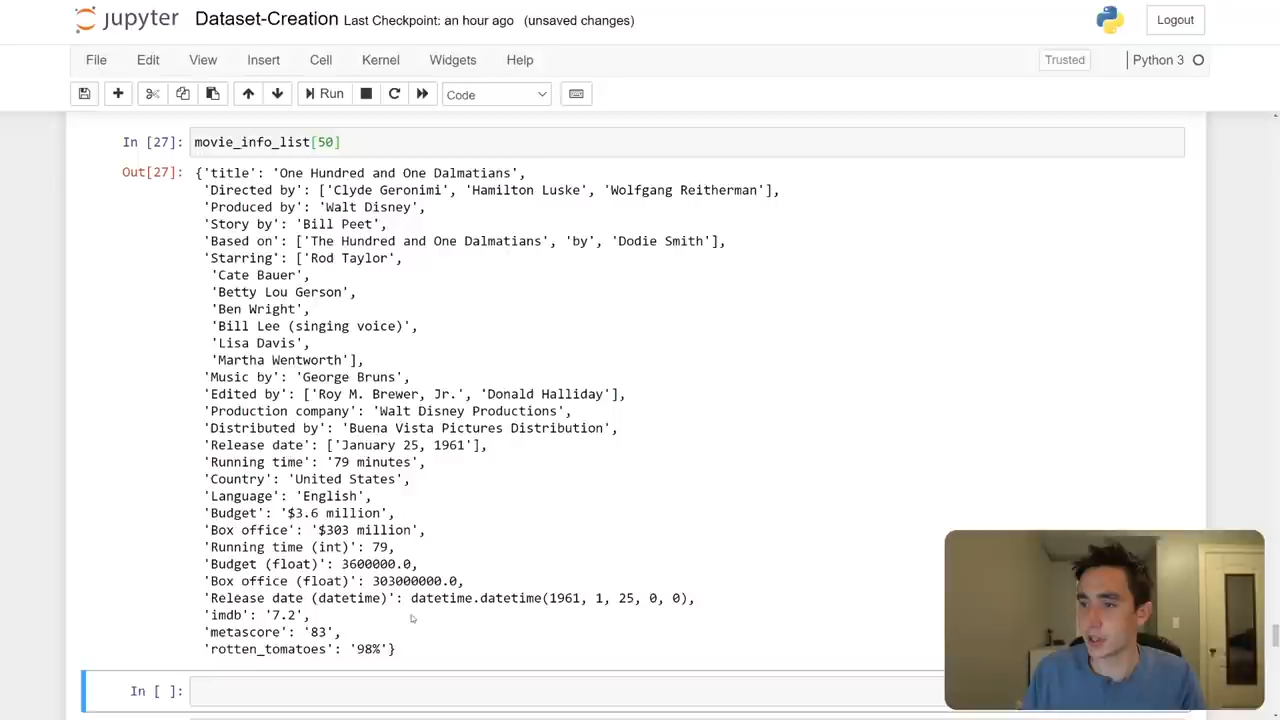 jupyter Dataset-Creation Last Checkpoint: an hour ago (unsaved changes) Logout
File Edit View Insert Cell Kernel Widgets Help Trusted Python 3
Run Code
In [27]: movie_info_list[50]
Out[27]: {'title': 'One Hundred and One Dalmatians',
'Directed by': ['Clyde Geronimi', 'Hamilton Luske', 'Wolfgang Reitherman'],
'Produced by': 'Walt Disney',
'Story by': 'Bill Peet',
'Based on': ['The Hundred and One Dalmatians', 'by', 'Dodie Smith'],
'Starring': ['Rod Taylor',
'Cate Bauer',
'Betty Lou Gerson',
'Ben Wright',
'Bill Lee (singing voice)',
'Lisa Davis',
'Martha Wentworth'],
'Music by': 'George Bruns',
'Edited by': ['Roy M. Brewer, Jr.', 'Donald Halliday'],
'Production company': 'Walt Disney Productions',
'Distributed by': 'Buena Vista Pictures Distribution',
'Release date': ['January 25, 1961'],
'Running time': '79 minutes',
'Country': 'United States',
'Language': 'English',
'Budget': '$3.6 million',
'Box office': '$303 million',
'Running time (int)': 79,
'Budget (float)': 3600000.0,
'Box office (float)': 303000000.0,
'Release date (datetime)': datetime.datetime(1961, 1, 25, 0, 0),
'imdb': '7.2',
'metascore': '83',
'rotten_tomatoes': '98%'}
In [ ]: